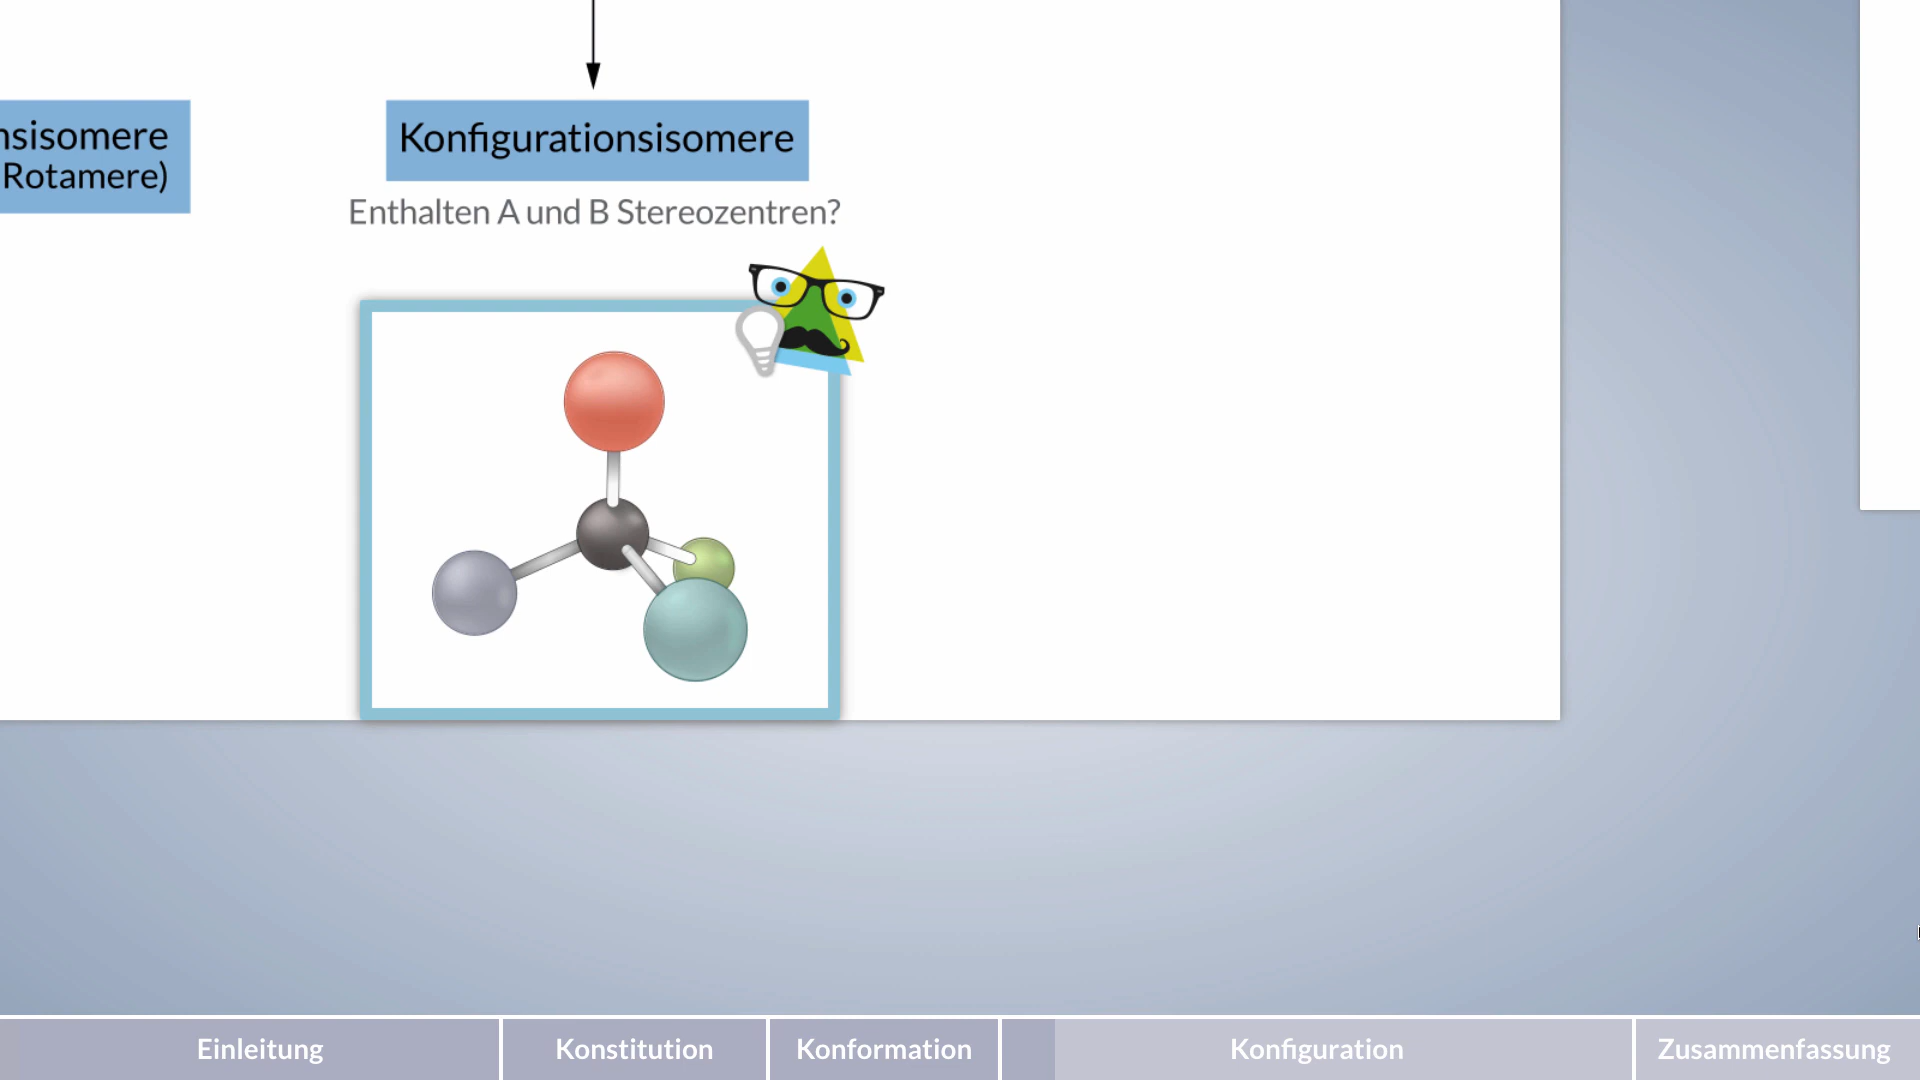 nsisomere
Rotamere)
Konfigurationsisomere
Enthalten A und B Stereozentren?
Einleitung
Konstitution
Konformation
Konfiguration
Zusammenfassung